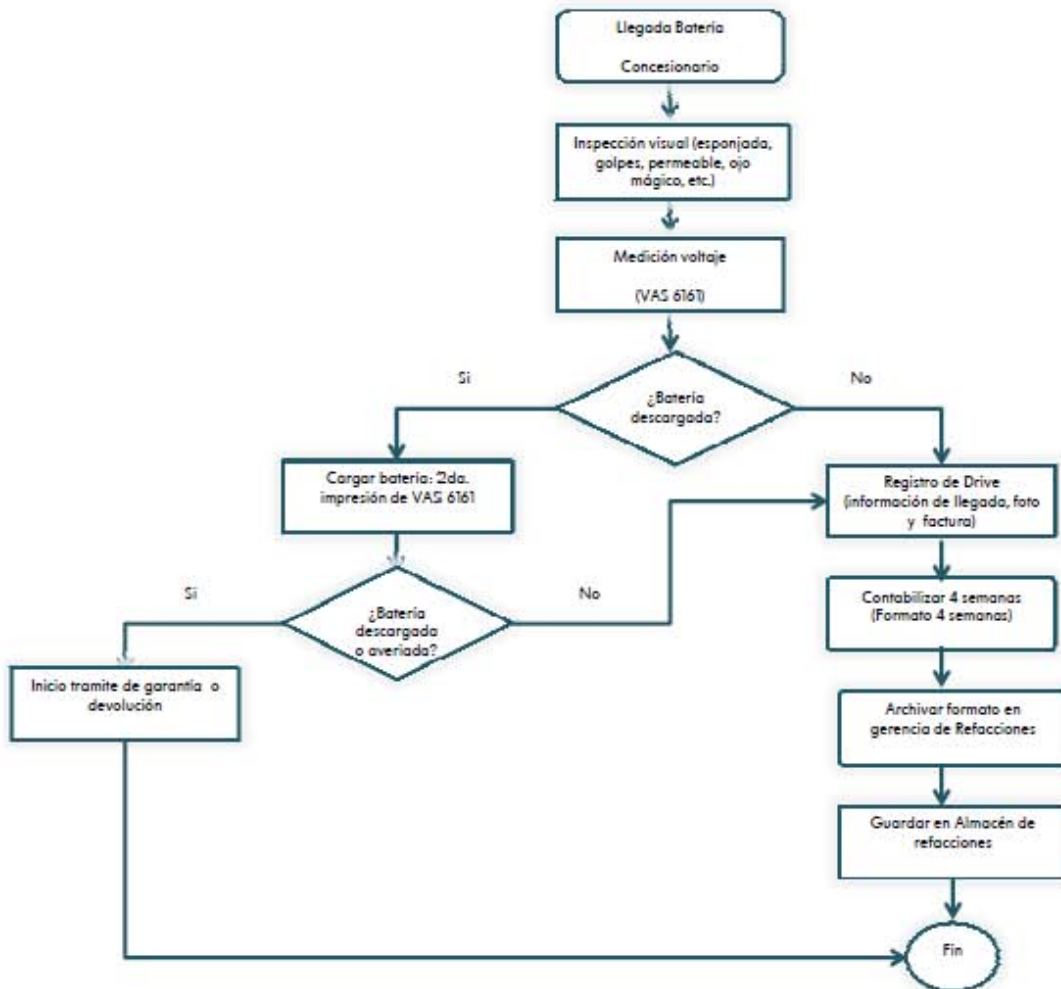 Llegada Batería
Concesionario
Inspección visual (esponjada,
golpes, permeable, ojo
mágico, etc.)
Medición voltaje
(VAS 6161)
Si
No
¿Batería
descargada?
Cargar batería: 2da.
impresión de VAS 6161
Registro de Drive
(información de llegada, foto
y factura)
Si
No
¿Batería
descargada
o averiada?
Contabilizar 4 semanas
(Formato 4 semanas)
Inicio tramite de garantía o
devolución
Archivar formato en
gerencia de Refacciones
Guardar en Almacén de
refacciones
Fin